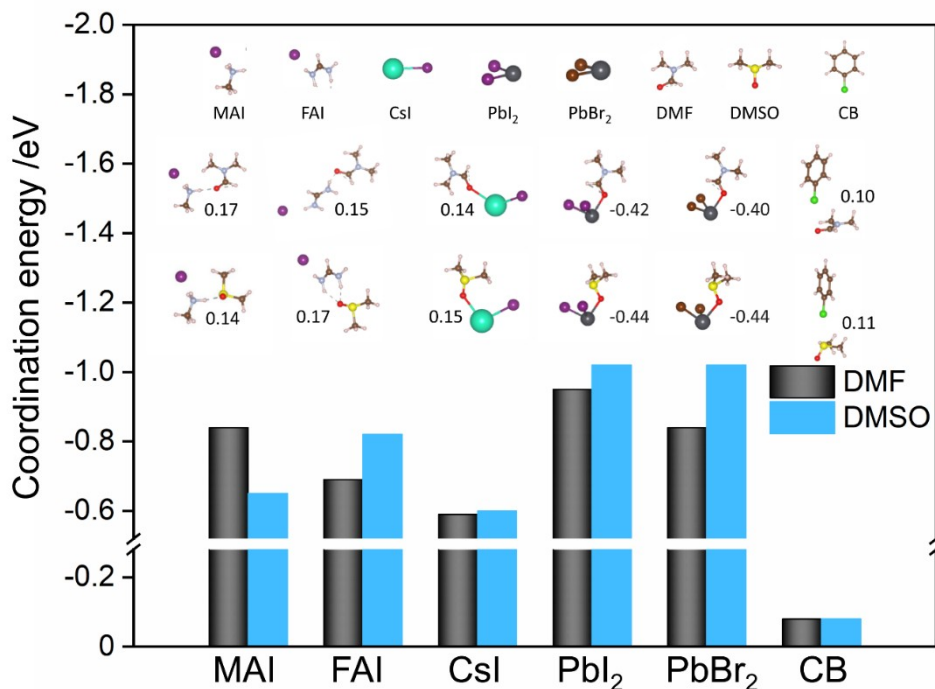 Coordination energy /eV
-2.0
-1.8
-1.6
-1.4
-1.2
-1.0
-0.8
-0.6
-0.2
0
MAI FAI CsI PbI₂ PbBr₂ DMF DMSO CB
0.17 0.15 0.14 -0.42 -0.40 0.10
0.14 0.17 0.15 -0.44 -0.44 0.11
DMF
DMSO
MAI FAI CsI PbI₂ PbBr₂ CB